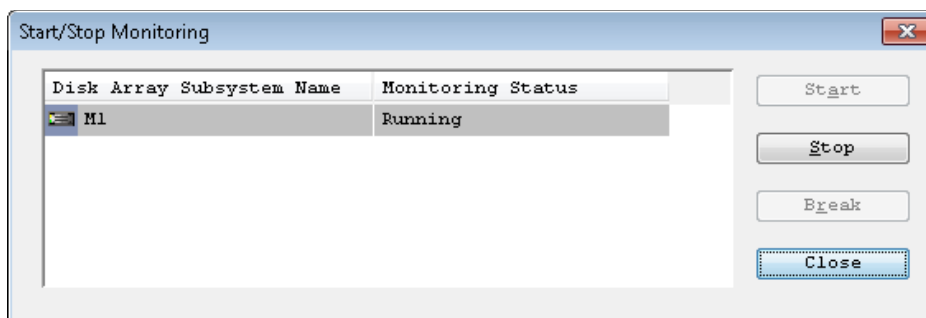 Start/Stop Monitoring
Disk Array Subsystem Name Monitoring Status
M1 Running
Start
Stop
Break
Close